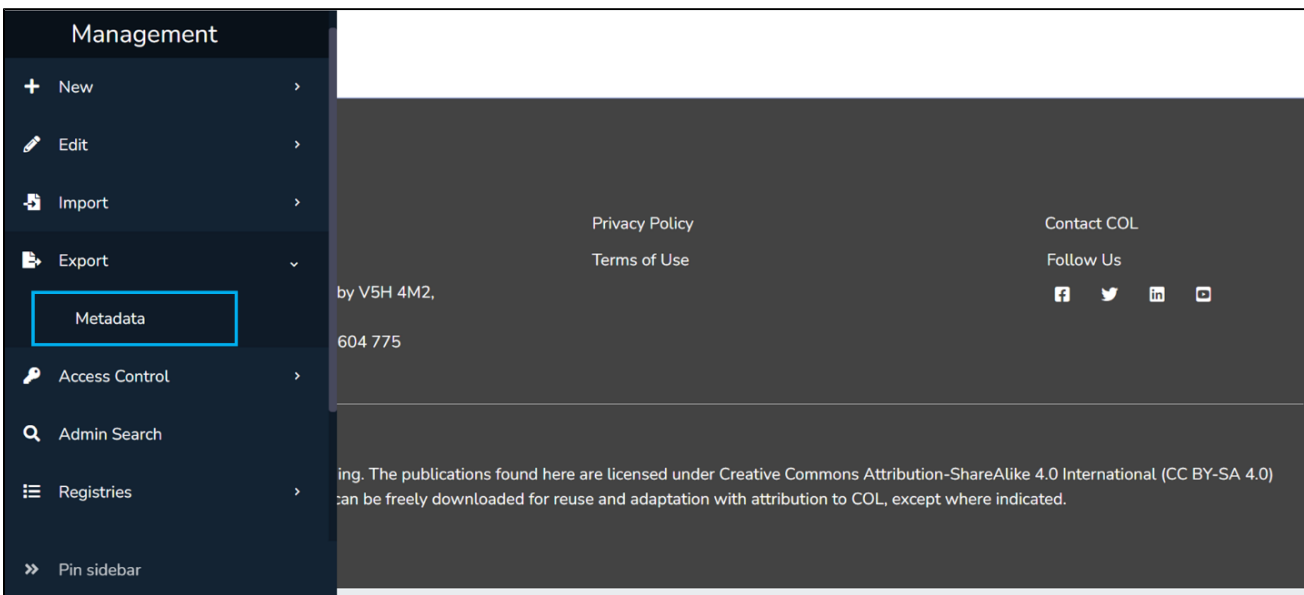 Management
New
Edit
Import
Export
Metadata
Access Control
Admin Search
Registries
Pin sidebar
by V5H 4M2,
604 775
Privacy Policy
Terms of Use
Contact COL
Follow Us
ing. The publications found here are licensed under Creative Commons Attribution-ShareAlike 4.0 International (CC BY-SA 4.0)
can be freely downloaded for reuse and adaptation with attribution to COL, except where indicated.